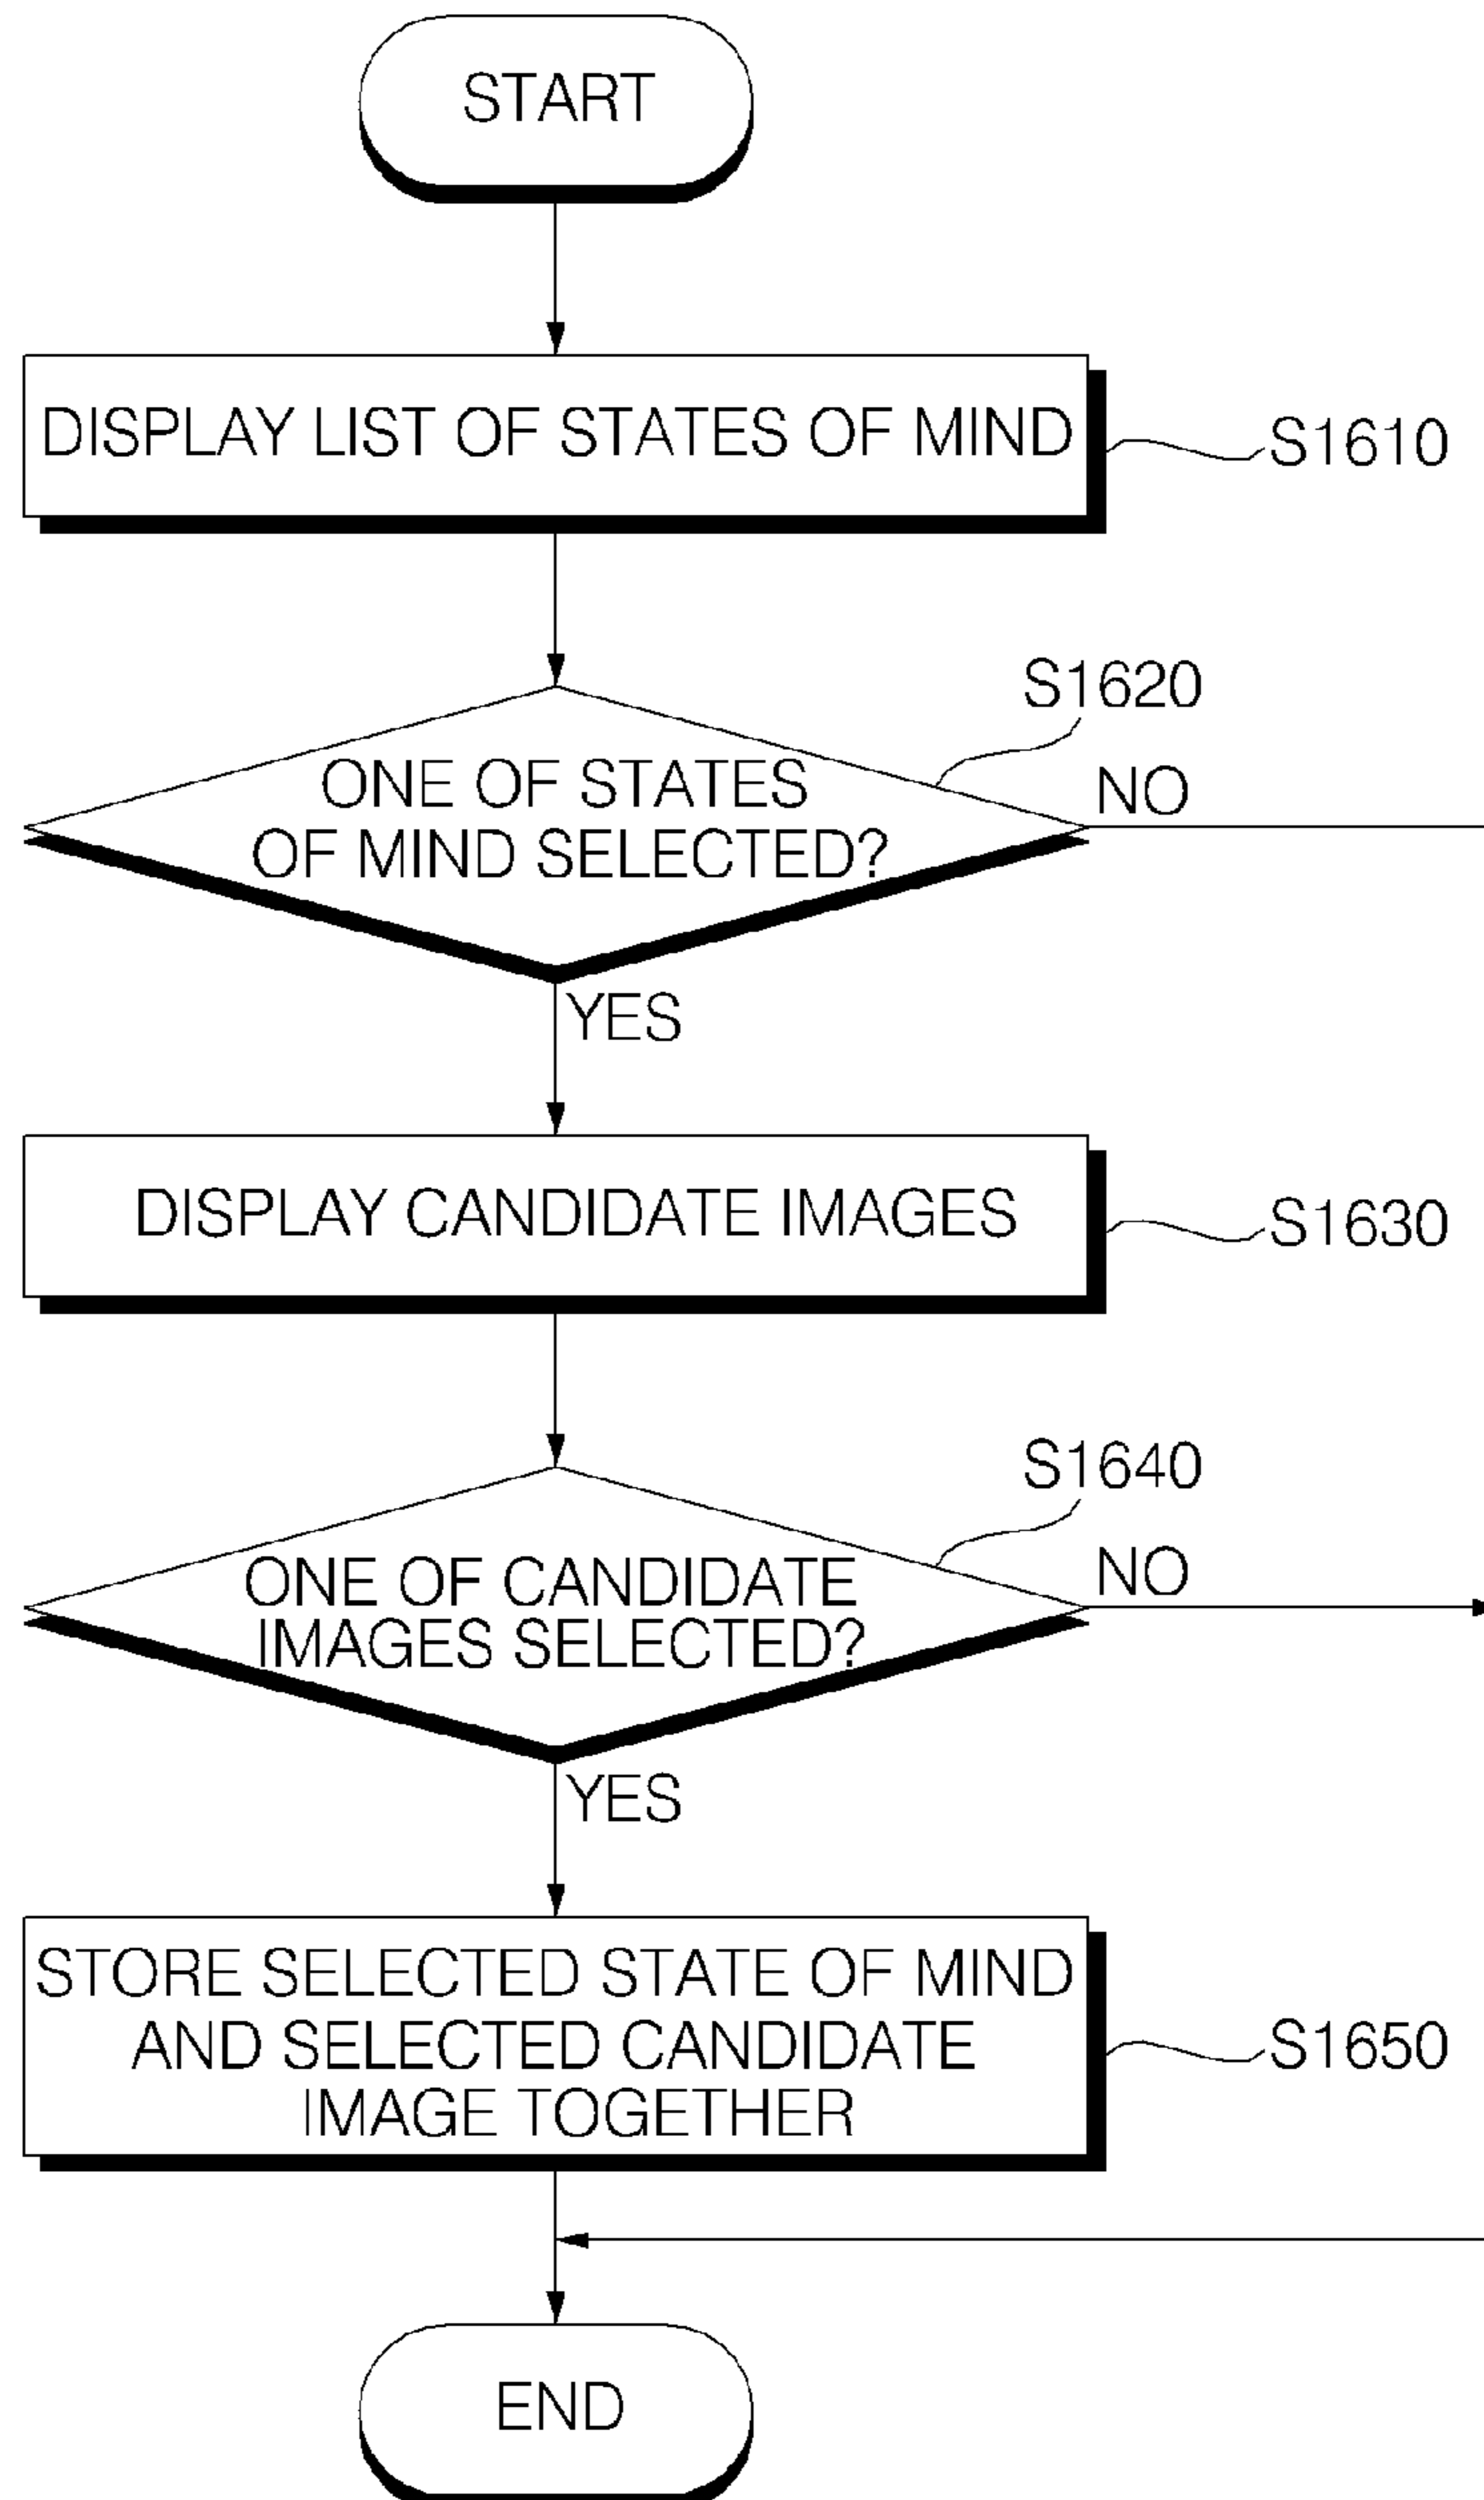 START
DISPLAY LIST OF STATES OF MIND
S1610
S1620
ONE OF STATES
OF MIND SELECTED?
NO
YES
DISPLAY CANDIDATE IMAGES
S1630
S1640
ONE OF CANDIDATE
IMAGES SELECTED?
NO
YES
STORE SELECTED STATE OF MIND
AND SELECTED CANDIDATE
IMAGE TOGETHER
S1650
END